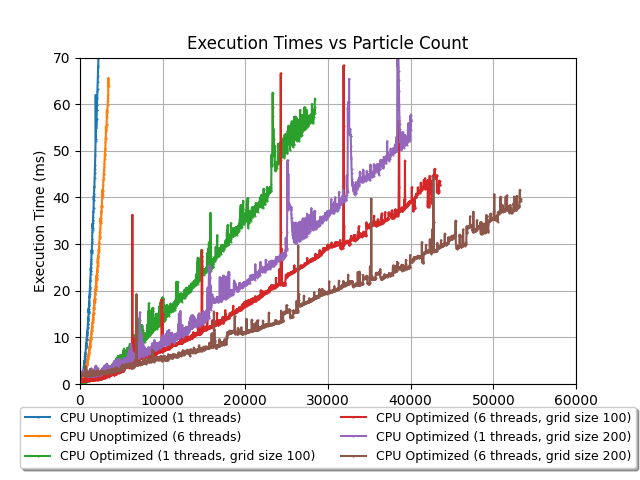 Execution Times vs Particle Count
Execution Time (ms)
70
60
50
40
30
20
10
0
0 10000 20000 30000 40000 50000 60000
CPU Unoptimized (1 threads)
CPU Unoptimized (6 threads)
CPU Optimized (1 threads, grid size 100)
CPU Optimized (6 threads, grid size 100)
CPU Optimized (1 threads, grid size 200)
CPU Optimized (6 threads, grid size 200)